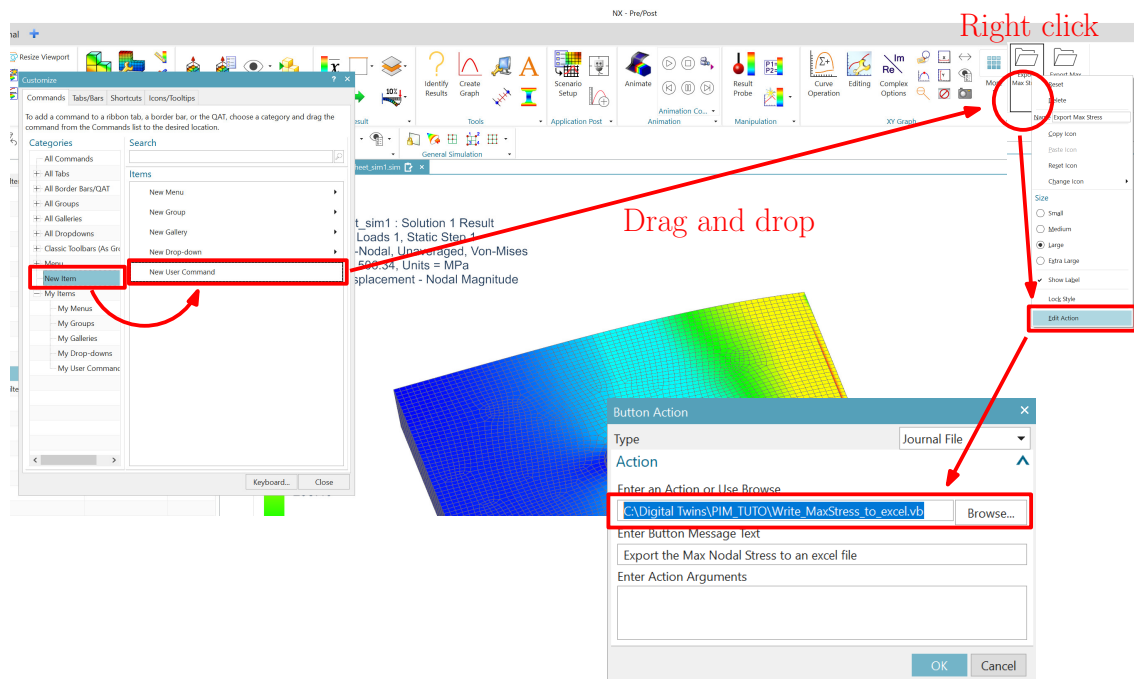 NX - Pre/Post
Right click
Resize Viewport
Identify Results
Create Graph
Tools
Scenario Setup
Application Post
Animate
Animation Co...
Animation
Result Probe
Manipulation
Curve Operation
Editing
Complex Options
XY Graph
Export Max
Customize
? ×
Commands
Tabs/Bars
Shortcuts
Icons/Tooltips
To add a command to a ribbon tab, a border bar, or the QAT, choose a category and drag the
command from the Commands list to the desired location.
Categories
Search
All Commands
All Tabs
All Border Bars/QAT
All Groups
All Galleries
All Dropdowns
Classic Toolbars (As Gro
Menu
New Item
My Items
My Menus
My Groups
My Galleries
My Drop-downs
My User Command
Items
New Menu
New Group
New Gallery
New Drop-down
New User Command
Keyboard...
Close
General Simulation
heet_sim1.sim
Drag and drop
t_sim1 : Solution 1 Result
Loads 1, Static Step 1
-Nodal, Unaveraged, Von-Mises
Units = MPa
splacement - Nodal Magnitude
Reset
Delete
Name: Export Max Stress
Copy Icon
Paste Icon
Reset Icon
Change Icon
Size
Small
Medium
Large
Extra Large
Show Label
Lock Style
Edit Action
Button Action
Type
Journal File
Action
Enter an Action or Use Browse
C:\Digital Twins\PIM_TUTO\Write_MaxStress_to_excel.vb
Browse...
Enter Button Message Text
Export the Max Nodal Stress to an excel file
Enter Action Arguments
OK
Cancel